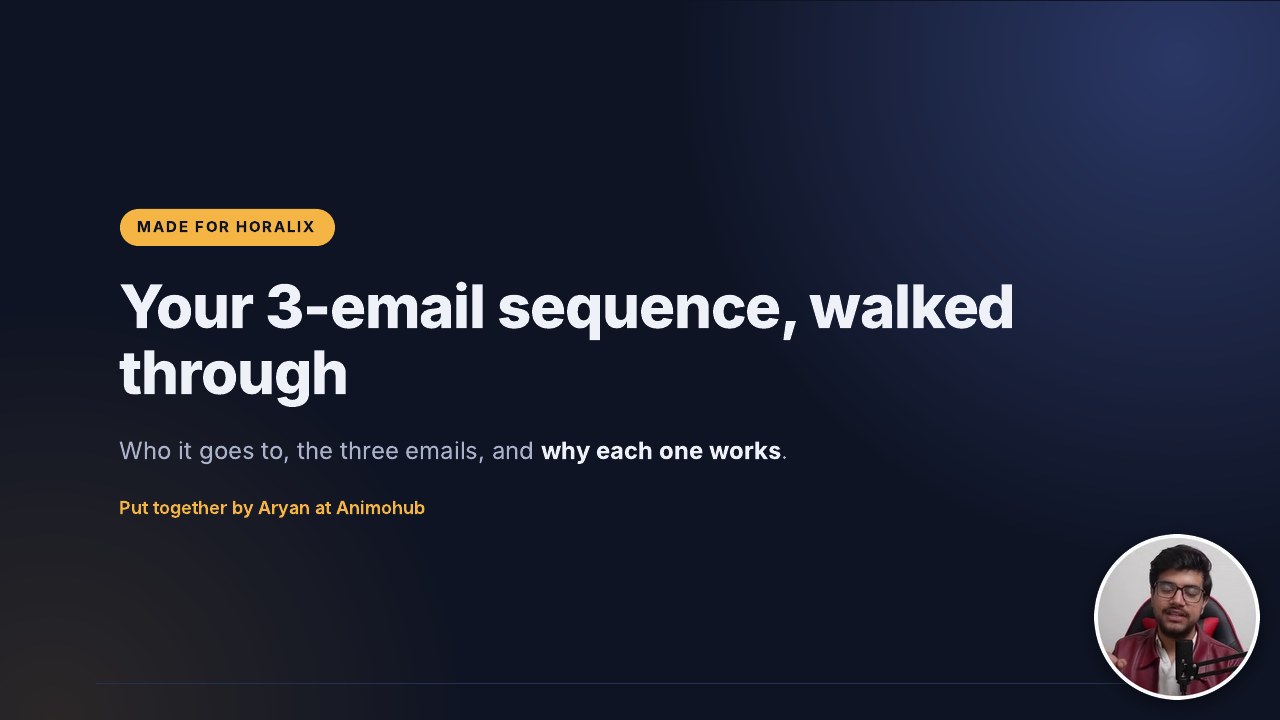 MADE FOR HORALIX
Your 3-email sequence, walked
through
Who it goes to, the three emails, and why each one works.
Put together by Aryan at Animohub